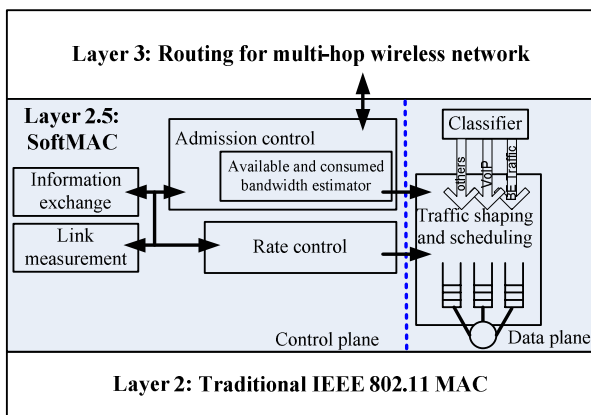 Layer 3: Routing for multi-hop wireless network
Layer 2.5:
SoftMAC
Admission control
Available and consumed
bandwidth estimator
Information
exchange
Link
measurement
Rate control
Control plane
Classifier
others
VoIP
BE Traffic
Traffic shaping
and scheduling
Data plane
Layer 2: Traditional IEEE 802.11 MAC